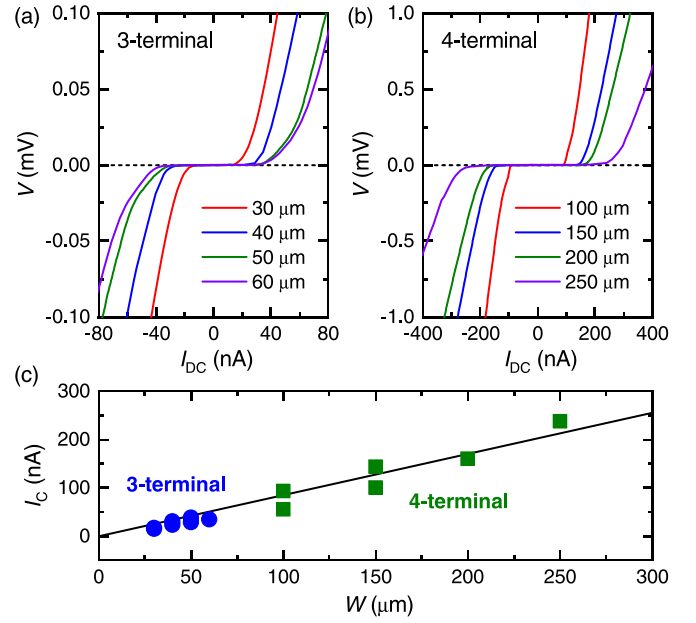 (a)
3-terminal
V (mV)
0.10
0.05
0.00
-0.05
-0.10
30 μm
40 μm
50 μm
60 μm
-80 -40 0 40 80
I_DC (nA)
(b)
4-terminal
V (mV)
1.0
0.5
0.0
-0.5
-1.0
100 μm
150 μm
200 μm
250 μm
-400 -200 0 200 400
I_DC (nA)
(c)
I_C (nA)
300
200
100
0
3-terminal
4-terminal
0 50 100 150 200 250 300
W (μm)